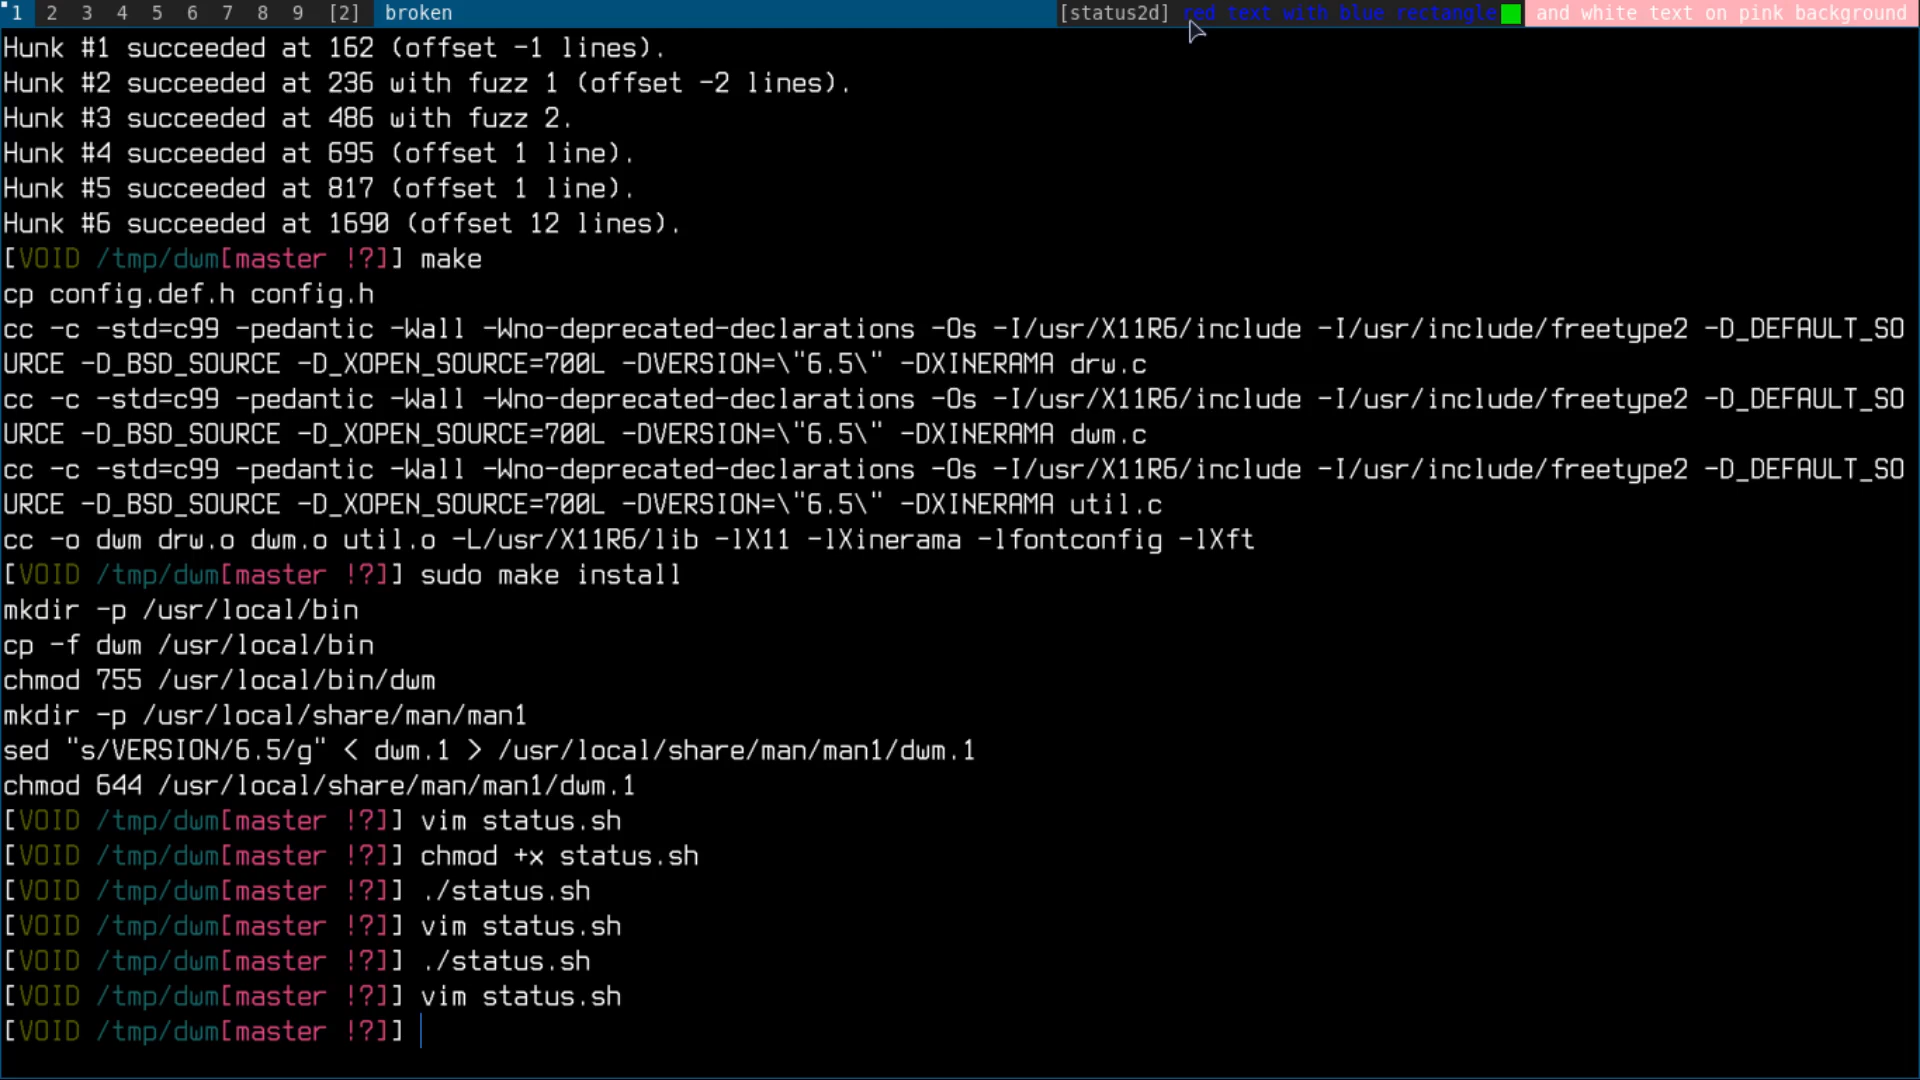 1 2 3 4 5 6 7 8 9 [2] broken [status2d] red text with blue rectangle and white text on pink background
Hunk #1 succeeded at 162 (offset -1 lines).
Hunk #2 succeeded at 236 with fuzz 1 (offset -2 lines).
Hunk #3 succeeded at 486 with fuzz 2.
Hunk #4 succeeded at 695 (offset 1 line).
Hunk #5 succeeded at 817 (offset 1 line).
Hunk #6 succeeded at 1690 (offset 12 lines).
[VOID /tmp/dwm[master !?]] make
cp config.def.h config.h
cc -c -std=c99 -pedantic -Wall -Wno-deprecated-declarations -Os -I/usr/X11R6/include -I/usr/include/freetype2 -D_DEFAULT_SO
URCE -D_BSD_SOURCE -D_XOPEN_SOURCE=700L -DVERSION=\"6.5\" -DXINERAMA drw.c
cc -c -std=c99 -pedantic -Wall -Wno-deprecated-declarations -Os -I/usr/X11R6/include -I/usr/include/freetype2 -D_DEFAULT_SO
URCE -D_BSD_SOURCE -D_XOPEN_SOURCE=700L -DVERSION=\"6.5\" -DXINERAMA dwm.c
cc -c -std=c99 -pedantic -Wall -Wno-deprecated-declarations -Os -I/usr/X11R6/include -I/usr/include/freetype2 -D_DEFAULT_SO
URCE -D_BSD_SOURCE -D_XOPEN_SOURCE=700L -DVERSION=\"6.5\" -DXINERAMA util.c
cc -o dwm drw.o dwm.o util.o -L/usr/X11R6/lib -lX11 -lXinerama -lfontconfig -lXft
[VOID /tmp/dwm[master !?]] sudo make install
mkdir -p /usr/local/bin
cp -f dwm /usr/local/bin
chmod 755 /usr/local/bin/dwm
mkdir -p /usr/local/share/man/man1
sed "s/VERSION/6.5/g" < dwm.1 > /usr/local/share/man/man1/dwm.1
chmod 644 /usr/local/share/man/man1/dwm.1
[VOID /tmp/dwm[master !?]] vim status.sh
[VOID /tmp/dwm[master !?]] chmod +x status.sh
[VOID /tmp/dwm[master !?]] ./status.sh
[VOID /tmp/dwm[master !?]] vim status.sh
[VOID /tmp/dwm[master !?]] ./status.sh
[VOID /tmp/dwm[master !?]] vim status.sh
[VOID /tmp/dwm[master !?]]